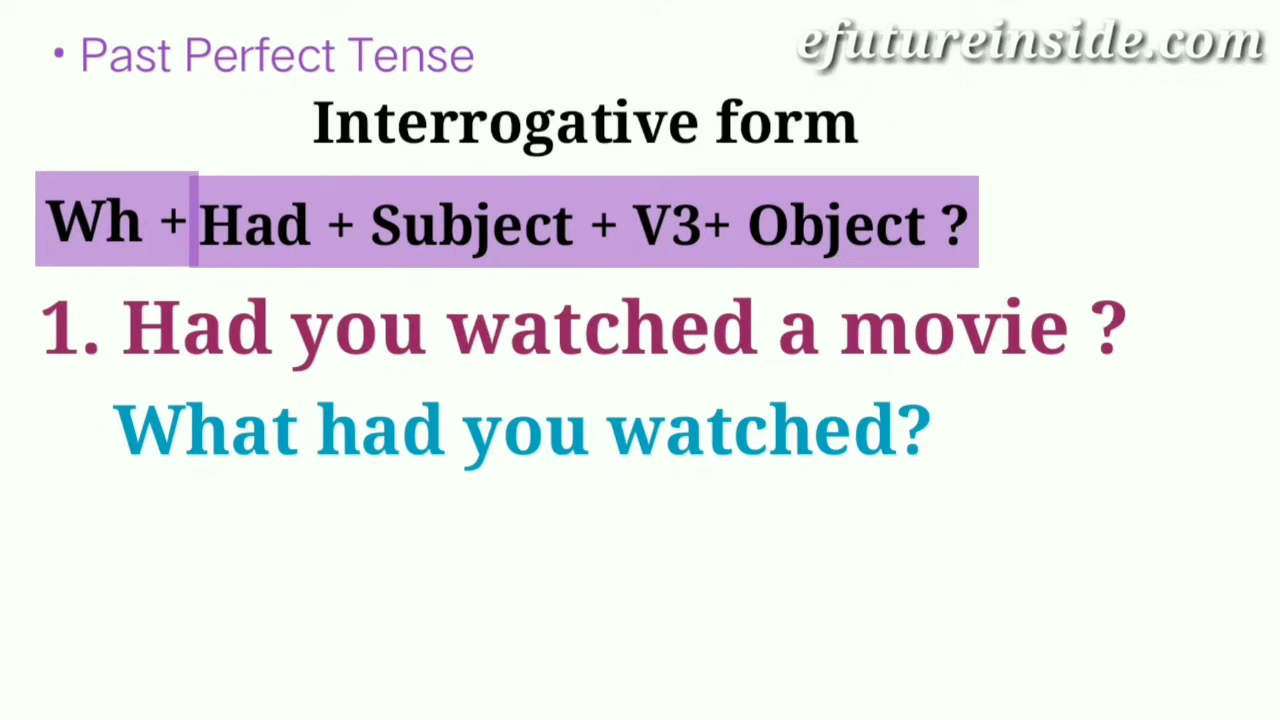 • Past Perfect Tense
efutureinside.com
Interrogative form
Wh + Had + Subject + V3+ Object ?
1. Had you watched a movie ?
What had you watched?